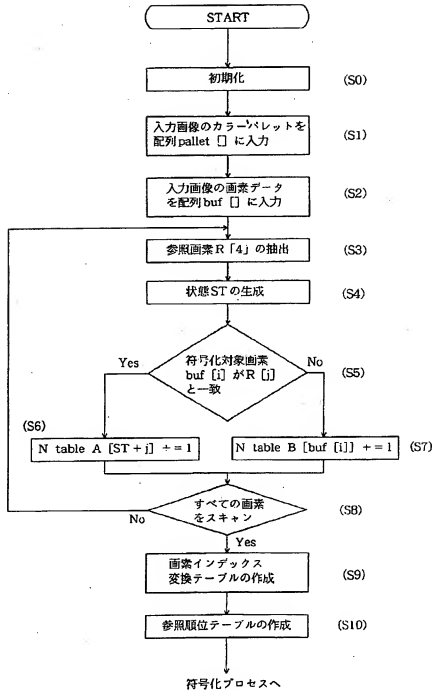 START
初期化 (S0)
入力画像のカラーパレットを
配列pallet [] に入力 (S1)
入力画像の画素データ
を配列buf [] に入力 (S2)
参照画素R「4」の抽出 (S3)
状態STの生成 (S4)
符号化対象画素
buf [i] がR [j]
と一致 (S5)
Yes
No
(S6)
N table A [ST+j] += 1
N table B [buf [i]] += 1 (S7)
すべての画素
をスキャン (S8)
No
Yes
画素インデックス
変換テーブルの作成 (S9)
参照順位テーブルの作成 (S10)
符号化プロセスへ